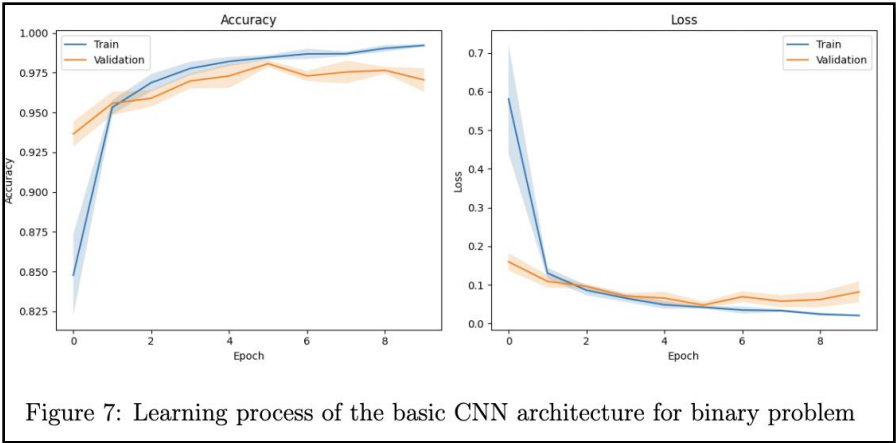 Accuracy
1.000
0.975
0.950
0.925
0.900
0.875
0.850
0.825
Accuracy
Train
Validation
0
2
4
6
8
Epoch
Loss
0.7
0.6
0.5
0.4
0.3
0.2
0.1
0.0
Loss
Train
Validation
0
2
4
6
8
Epoch
Figure 7: Learning process of the basic CNN architecture for binary problem